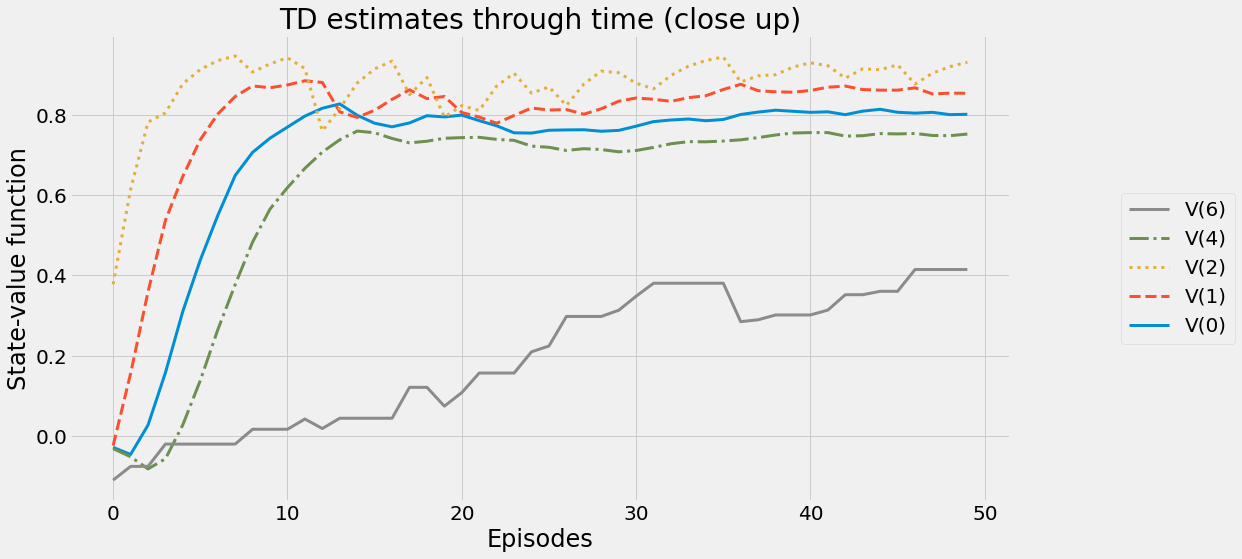 TD estimates through time (close up)
State-value function
0.8
0.6
0.4
0.2
0.0
0 10 20 30 40 50
Episodes
V(6)
V(4)
V(2)
V(1)
V(0)